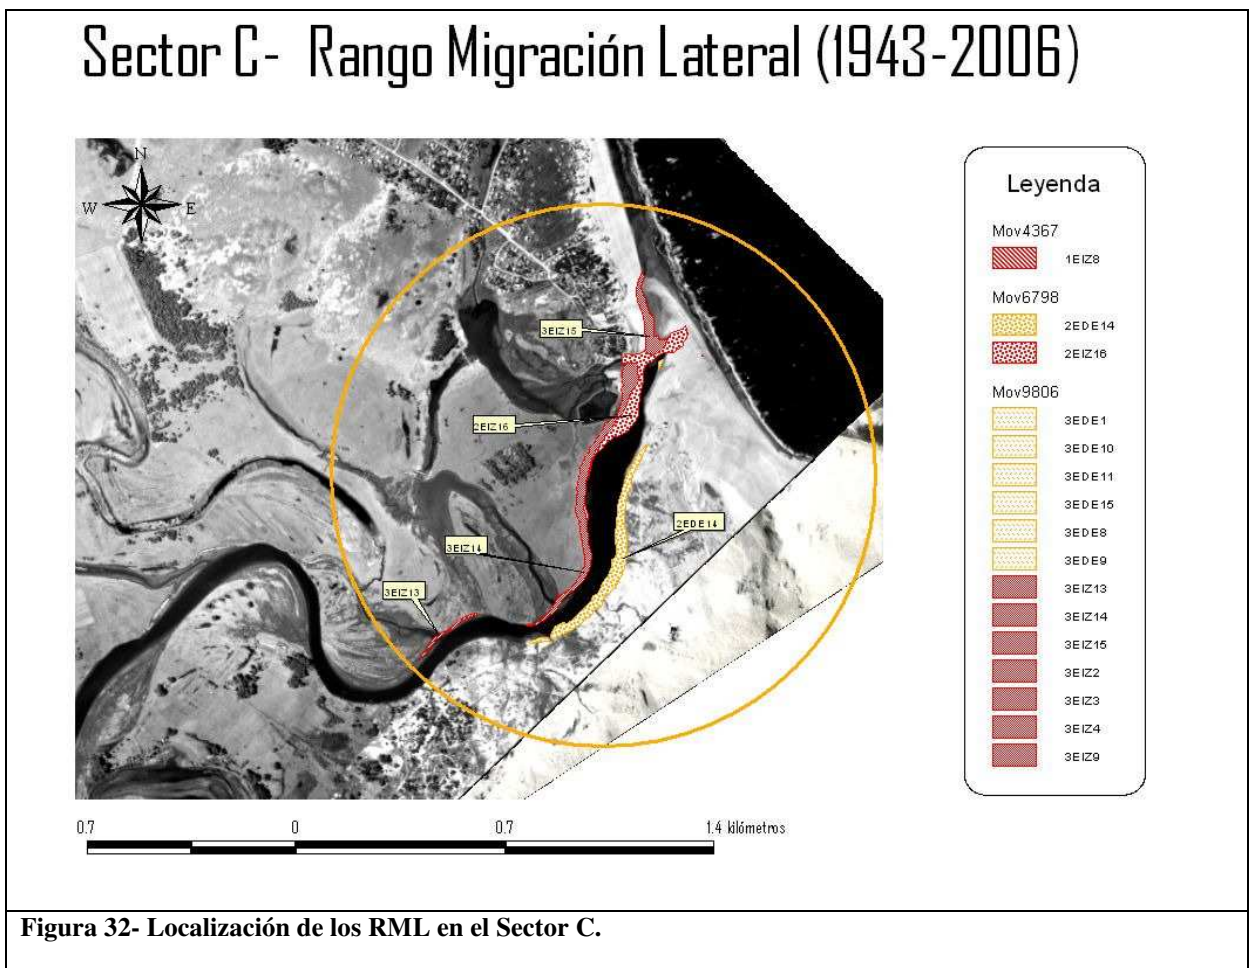 Sector C- Rango Migración Lateral (1943-2006)
N
W E
S
3EIZ15
2EIZ16
2EDE14
3EIZ14
3EIZ13
Leyenda
Mov4367
1EIZ8
Mov6798
2EDE14
2EIZ16
Mov9806
3EDE1
3EDE10
3EDE11
3EDE15
3EDE8
3EDE9
3EIZ13
3EIZ14
3EIZ15
3EIZ2
3EIZ3
3EIZ4
3EIZ9
0.7 0 0.7 1.4 kilómetros
Figura 32- Localización de los RML en el Sector C.